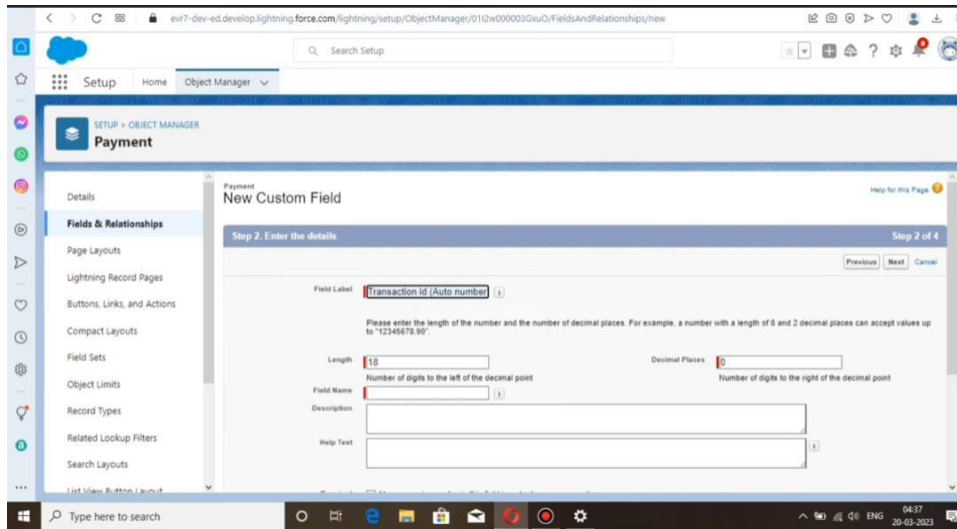 evr7-dev-ed.develop.lightning.force.com/lightning/setup/ObjectManager/01I2w000003GxuO/FieldsAndRelationships/new
Search Setup
Setup
Home
Object Manager
SETUP > OBJECT MANAGER
Payment
Details
Fields & Relationships
Page Layouts
Lightning Record Pages
Buttons, Links, and Actions
Compact Layouts
Field Sets
Object Limits
Record Types
Related Lookup Filters
Search Layouts
List View Button Layout
Payment
New Custom Field
Help for this Page
Step 2. Enter the details
Step 2 of 4
Previous Next Cancel
Field Label
Transaction id (Auto number
Please enter the length of the number and the number of decimal places. For example, a number with a length of 8 and 2 decimal places can accept values up
to "12345678.90".
Length
18
Decimal Places
0
Number of digits to the left of the decimal point
Number of digits to the right of the decimal point
Field Name
Description
Help Text
Type here to search
ENG
04:37
20-03-2023